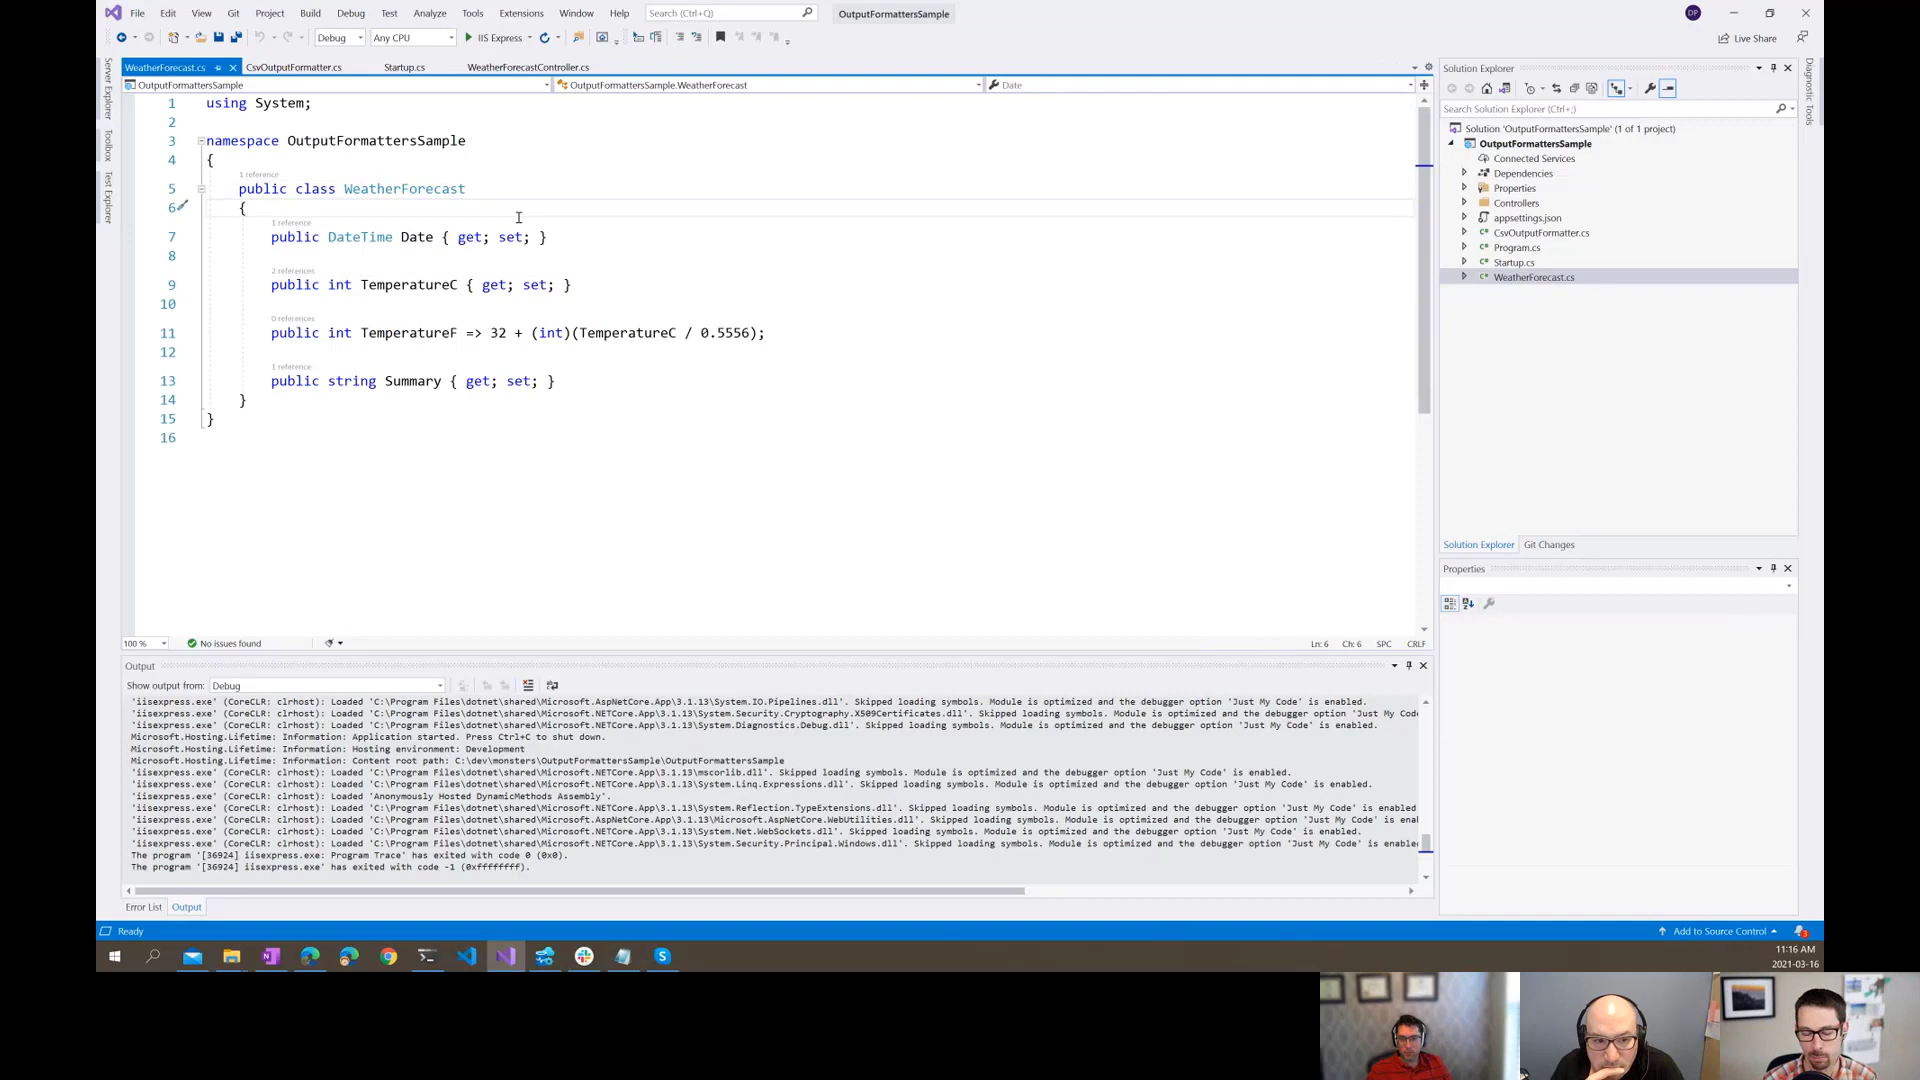 File Edit View Git Project Build Debug Test Analyze Tools Extensions Window Help Search (Ctrl+Q) OutputFormattersSample DP
Debug Any CPU IIS Express Live Share
Server Explorer
Toolbox
Test Explorer
WeatherForecast.cs CsvOutputFormatter.cs Startup.cs WeatherForecastController.cs
OutputFormattersSample OutputFormattersSample.WeatherForecast Date
1 using System;
2
3 namespace OutputFormattersSample
4 {
1 reference
5 public class WeatherForecast
6 {
1 reference
7 public DateTime Date { get; set; }
8
2 references
9 public int TemperatureC { get; set; }
10
0 references
11 public int TemperatureF => 32 + (int)(TemperatureC / 0.5556);
12
1 reference
13 public string Summary { get; set; }
14 }
15 }
16
100 % No issues found Ln: 6 Ch: 6 SPC CRLF
Output
Show output from: Debug
'iisexpress.exe' (CoreCLR: clrhost): Loaded 'C:\Program Files\dotnet\shared\Microsoft.AspNetCore.App\3.1.13\System.IO.Pipelines.dll'. Skipped loading symbols. Module is optimized and the debugger option 'Just My Code' is enabled.
'iisexpress.exe' (CoreCLR: clrhost): Loaded 'C:\Program Files\dotnet\shared\Microsoft.NETCore.App\3.1.13\System.Security.Cryptography.X509Certificates.dll'. Skipped loading symbols. Module is optimized and the debugger option 'Just My Code
'iisexpress.exe' (CoreCLR: clrhost): Loaded 'C:\Program Files\dotnet\shared\Microsoft.NETCore.App\3.1.13\System.Diagnostics.Debug.dll'. Skipped loading symbols. Module is optimized and the debugger option 'Just My Code' is enabled.
Microsoft.Hosting.Lifetime: Information: Application started. Press Ctrl+C to shut down.
Microsoft.Hosting.Lifetime: Information: Hosting environment: Development
Microsoft.Hosting.Lifetime: Information: Content root path: C:\dev\monsters\OutputFormattersSample\OutputFormattersSample
'iisexpress.exe' (CoreCLR: clrhost): Loaded 'C:\Program Files\dotnet\shared\Microsoft.NETCore.App\3.1.13\mscorlib.dll'. Skipped loading symbols. Module is optimized and the debugger option 'Just My Code' is enabled.
'iisexpress.exe' (CoreCLR: clrhost): Loaded 'C:\Program Files\dotnet\shared\Microsoft.NETCore.App\3.1.13\System.Linq.Expressions.dll'. Skipped loading symbols. Module is optimized and the debugger option 'Just My Code' is enabled.
'iisexpress.exe' (CoreCLR: clrhost): Loaded 'Anonymously Hosted DynamicMethods Assembly'.
'iisexpress.exe' (CoreCLR: clrhost): Loaded 'C:\Program Files\dotnet\shared\Microsoft.NETCore.App\3.1.13\System.Reflection.TypeExtensions.dll'. Skipped loading symbols. Module is optimized and the debugger option 'Just My Code' is enabled
'iisexpress.exe' (CoreCLR: clrhost): Loaded 'C:\Program Files\dotnet\shared\Microsoft.AspNetCore.App\3.1.13\Microsoft.AspNetCore.WebUtilities.dll'. Skipped loading symbols. Module is optimized and the debugger option 'Just My Code' is enabl
'iisexpress.exe' (CoreCLR: clrhost): Loaded 'C:\Program Files\dotnet\shared\Microsoft.NETCore.App\3.1.13\System.Net.WebSockets.dll'. Skipped loading symbols. Module is optimized and the debugger option 'Just My Code' is enabled.
'iisexpress.exe' (CoreCLR: clrhost): Loaded 'C:\Program Files\dotnet\shared\Microsoft.NETCore.App\3.1.13\System.Security.Principal.Windows.dll'. Skipped loading symbols. Module is optimized and the debugger option 'Just My Code' is enable
The program '[36924] iisexpress.exe: Program Trace' has exited with code 0 (0x0).
The program '[36924] iisexpress.exe' has exited with code -1 (0xffffffff).
Error List Output
Solution Explorer
Search Solution Explorer (Ctrl+;)
Solution 'OutputFormattersSample' (1 of 1 project)
OutputFormattersSample
Connected Services
Dependencies
Properties
Controllers
appsettings.json
C# CsvOutputFormatter.cs
C# Program.cs
C# Startup.cs
C# WeatherForecast.cs
Solution Explorer Git Changes
Properties
Diagnostic Tools
Ready Add to Source Control 3
11:16 AM
2021-03-16